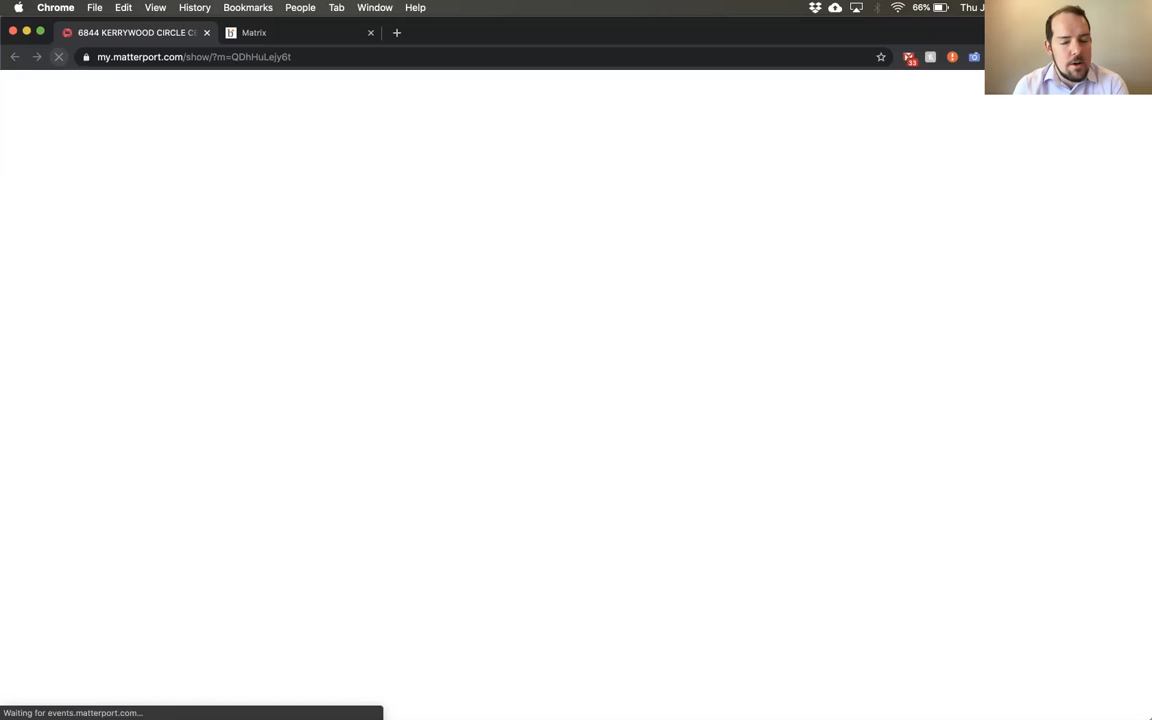 Chrome File Edit View History Bookmarks People Tab Window Help 66% Thu J
6844 KERRYWOOD CIRCLE C Matrix
my.matterport.com/show/?m=QDhHuLejy6t
33
Waiting for events.matterport.com...